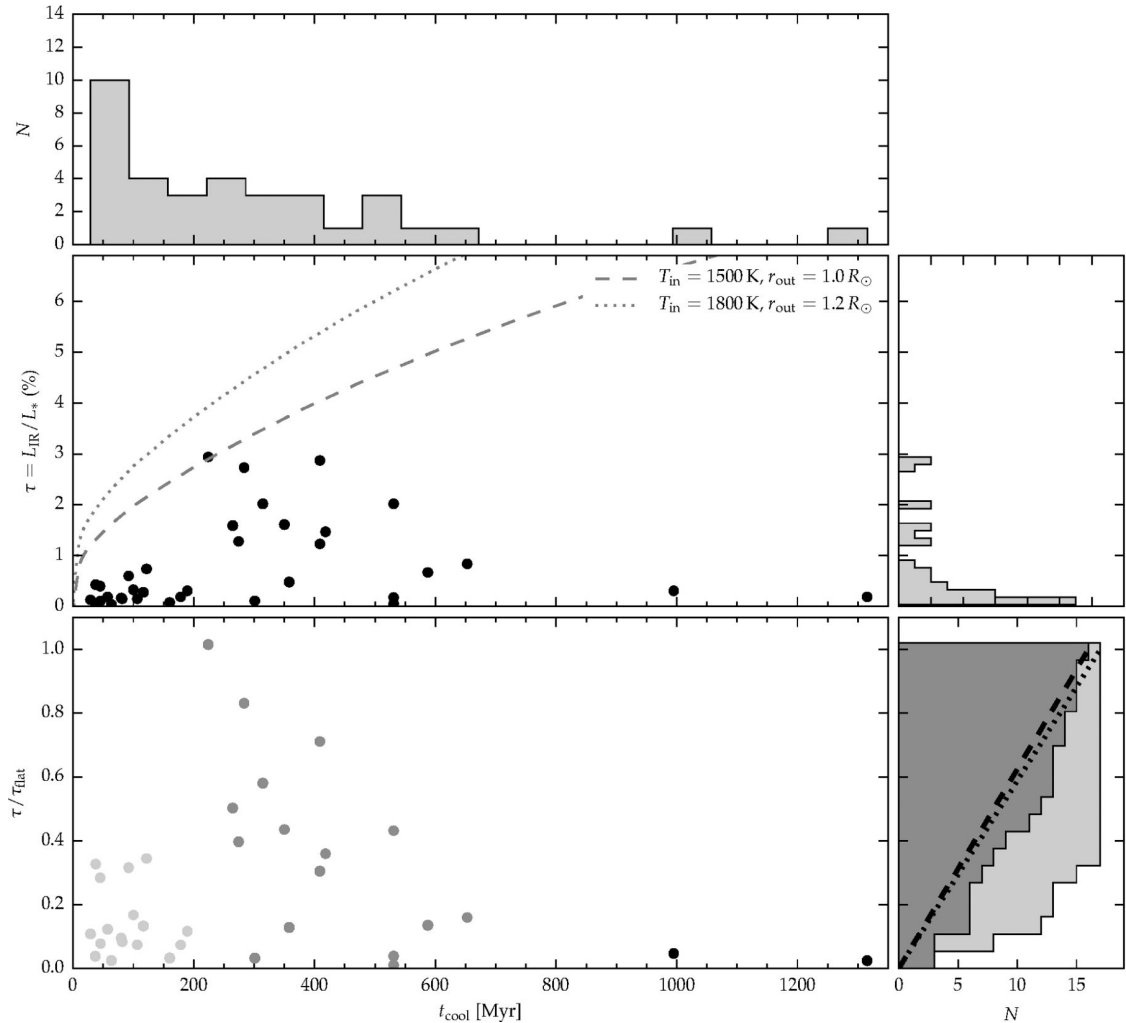 14
12
10
8
6
4
2
0
N
T_in = 1500 K, r_out = 1.0 R_⊙
T_in = 1800 K, r_out = 1.2 R_⊙
6
5
4
3
2
1
0
τ = L_IR/L_* (%)
1.0
0.8
0.6
0.4
0.2
0.0
τ/τ_flat
0 200 400 600 800 1000 1200
t_cool [Myr]
0 5 10 15
N